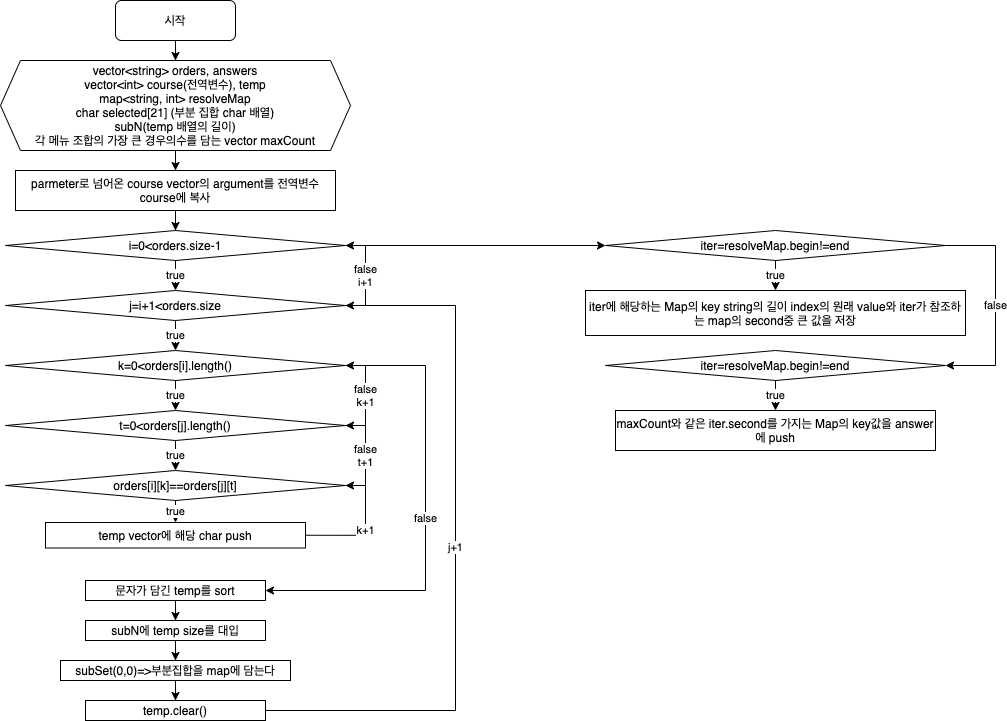 시작
vector<string> orders, answers
vector<int> course(전역변수), temp
map<string, int> resolveMap
char selected[21] (부분 집합 char 배열)
subN(temp 배열의 길이)
각 메뉴 조합의 가장 큰 경우의수를 담는 vector maxCount
parmeter로 넘어온 course vector의 argument를 전역변수
course에 복사
i=0<orders.size-1
true
false
i+1
j=i+1<orders.size
true
k=0<orders[i].length()
true
false
k+1
t=0<orders[j].length()
true
false
t+1
orders[i][k]==orders[j][t]
true
temp vector에 해당 char push
k+1
false
j+1
문자가 담긴 temp를 sort
subN에 temp size를 대입
subSet(0,0)=>부분집합을 map에 담는다
temp.clear()
iter=resolveMap.begin!=end
true
false
iter에 해당하는 Map의 key string의 길이 index의 원래 value와 iter가 참조하
는 map의 second중 큰 값을 저장
iter=resolveMap.begin!=end
true
maxCount와 같은 iter.second를 가지는 Map의 key값을 answer
에 push